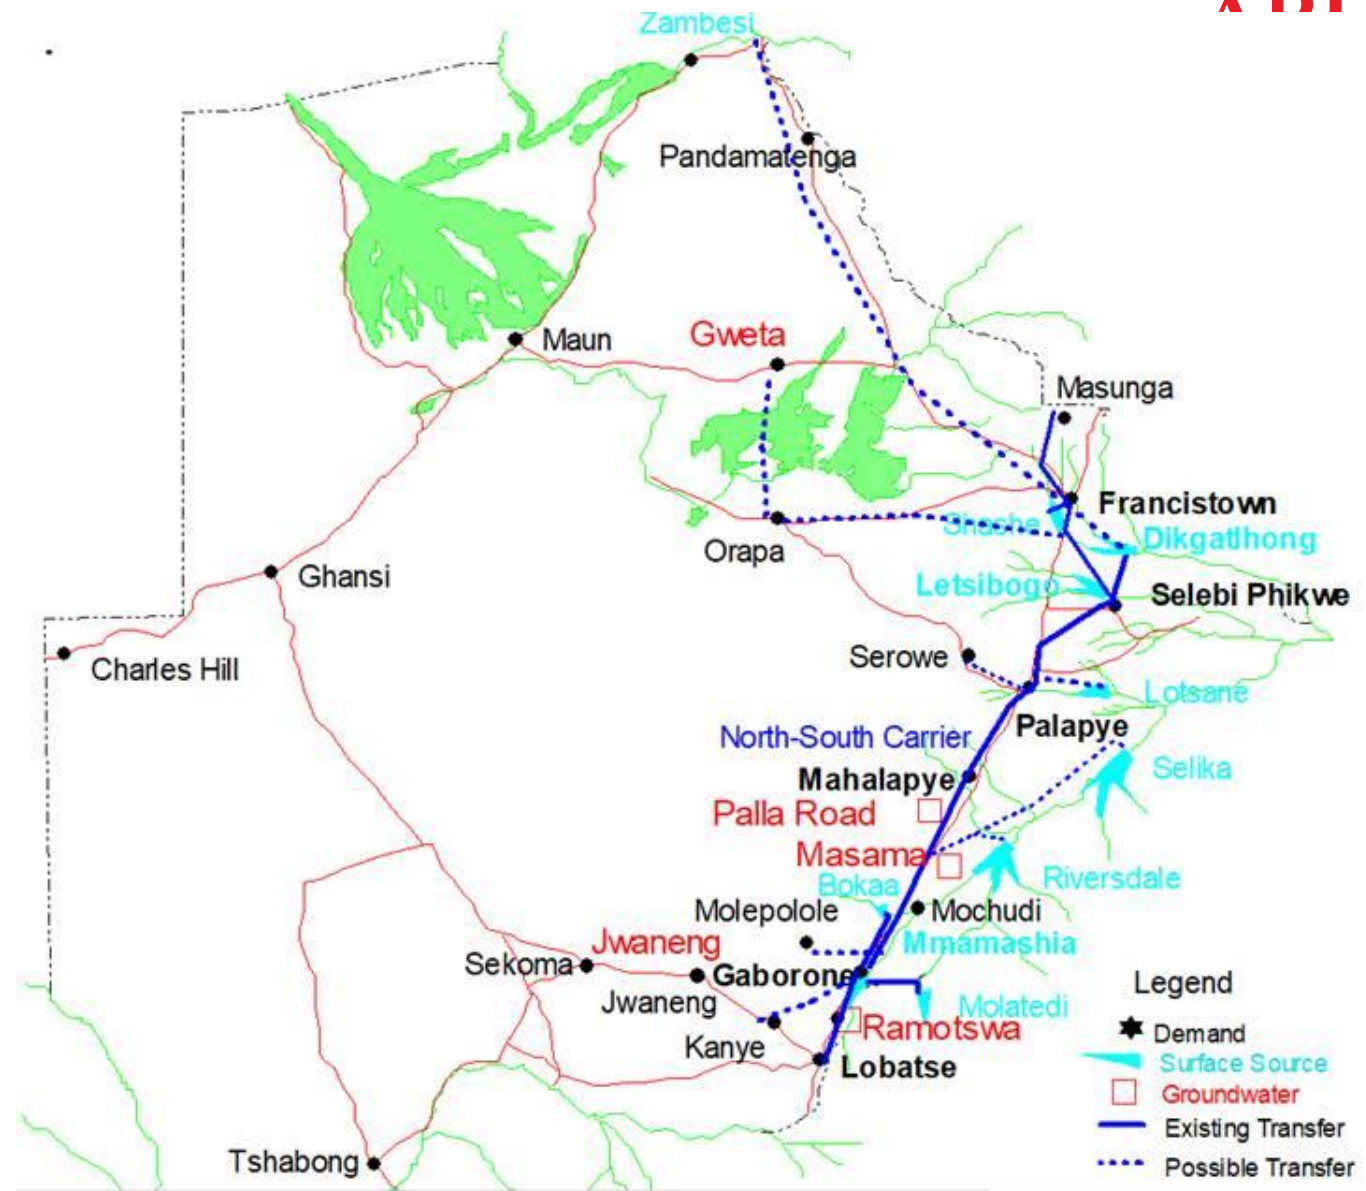 Zambesi
Pandamatenga
Maun
Gweta
Masunga
Francistown
Shashe
Dikgatlhong
Orapa
Letsibogo
Selebi Phikwe
Ghansi
Charles Hill
Serowe
Lotsane
Palapye
North-South Carrier
Mahalapye
Selika
Palla Road
Masama
Bokaa
Riversdale
Molepolole
Mochudi
Jwaneng
Mmamashia
Sekoma
Gaborone
Jwaneng
Molatedi
Ramotswa
Kanye
Lobatse
Tshabong
Legend
Demand
Surface Source
Groundwater
Existing Transfer
Possible Transfer